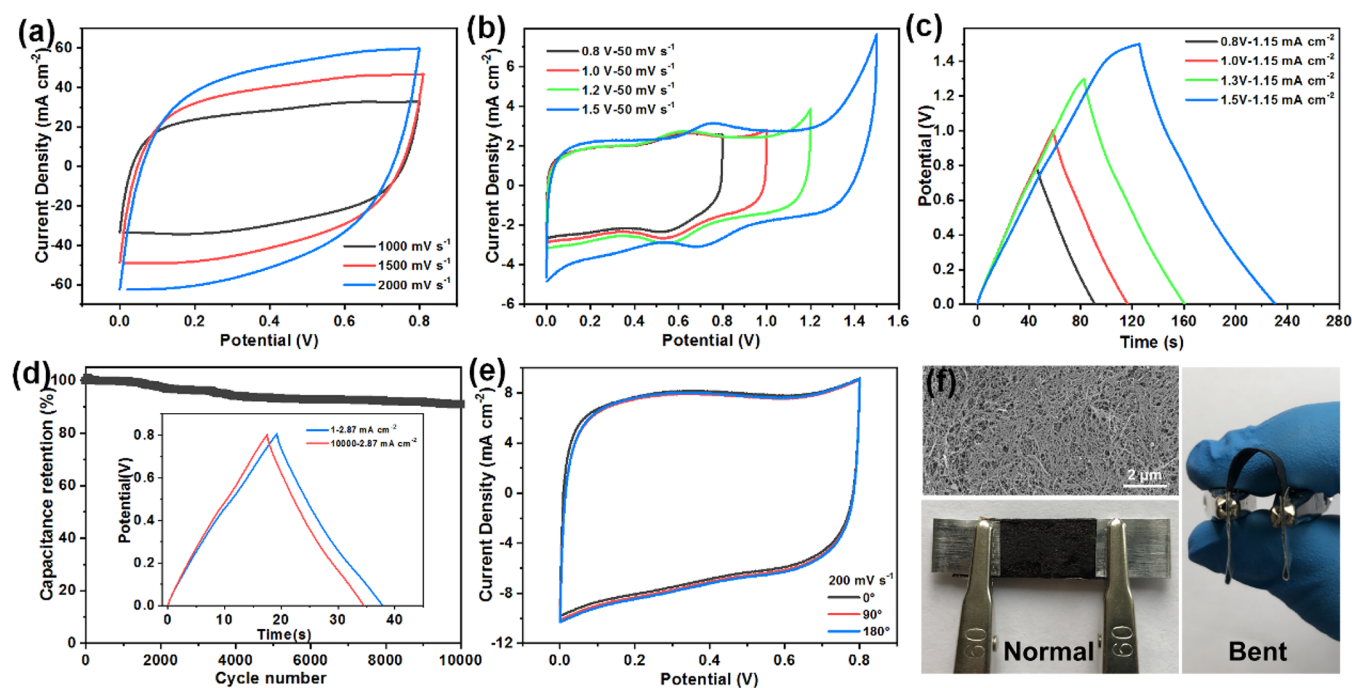 (a)
Current Density (mA cm⁻²)
60
40
20
0
-20
-40
-60
1000 mV s⁻¹
1500 mV s⁻¹
2000 mV s⁻¹
0.0 0.2 0.4 0.6 0.8
Potential (V)
(b)
Current Density (mA cm⁻²)
8
6
4
2
0
-2
-4
-6
0.8 V-50 mV s⁻¹
1.0 V-50 mV s⁻¹
1.2 V-50 mV s⁻¹
1.5 V-50 mV s⁻¹
0.0 0.2 0.4 0.6 0.8 1.0 1.2 1.4 1.6
Potential (V)
(c)
Potential (V)
1.6
1.4
1.2
1.0
0.8
0.6
0.4
0.2
0.0
0.8V-1.15 mA cm⁻²
1.0V-1.15 mA cm⁻²
1.3V-1.15 mA cm⁻²
1.5V-1.15 mA cm⁻²
0 40 80 120 160 200 240 280
Time (s)
(d)
Capacitance retention (%)
100
80
60
40
20
0
Potential(V)
0.8
0.6
0.4
0.2
0.0
1-2.87 mA cm⁻²
10000-2.87 mA cm⁻²
0 10 20 30 40
Time(s)
0 2000 4000 6000 8000 10000
Cycle number
(e)
Current Density (mA cm⁻²)
12
8
4
0
-4
-8
-12
200 mV s⁻¹
0°
90°
180°
0.0 0.2 0.4 0.6 0.8
Potential (V)
(f)
2 μm
60
60
Normal
Bent